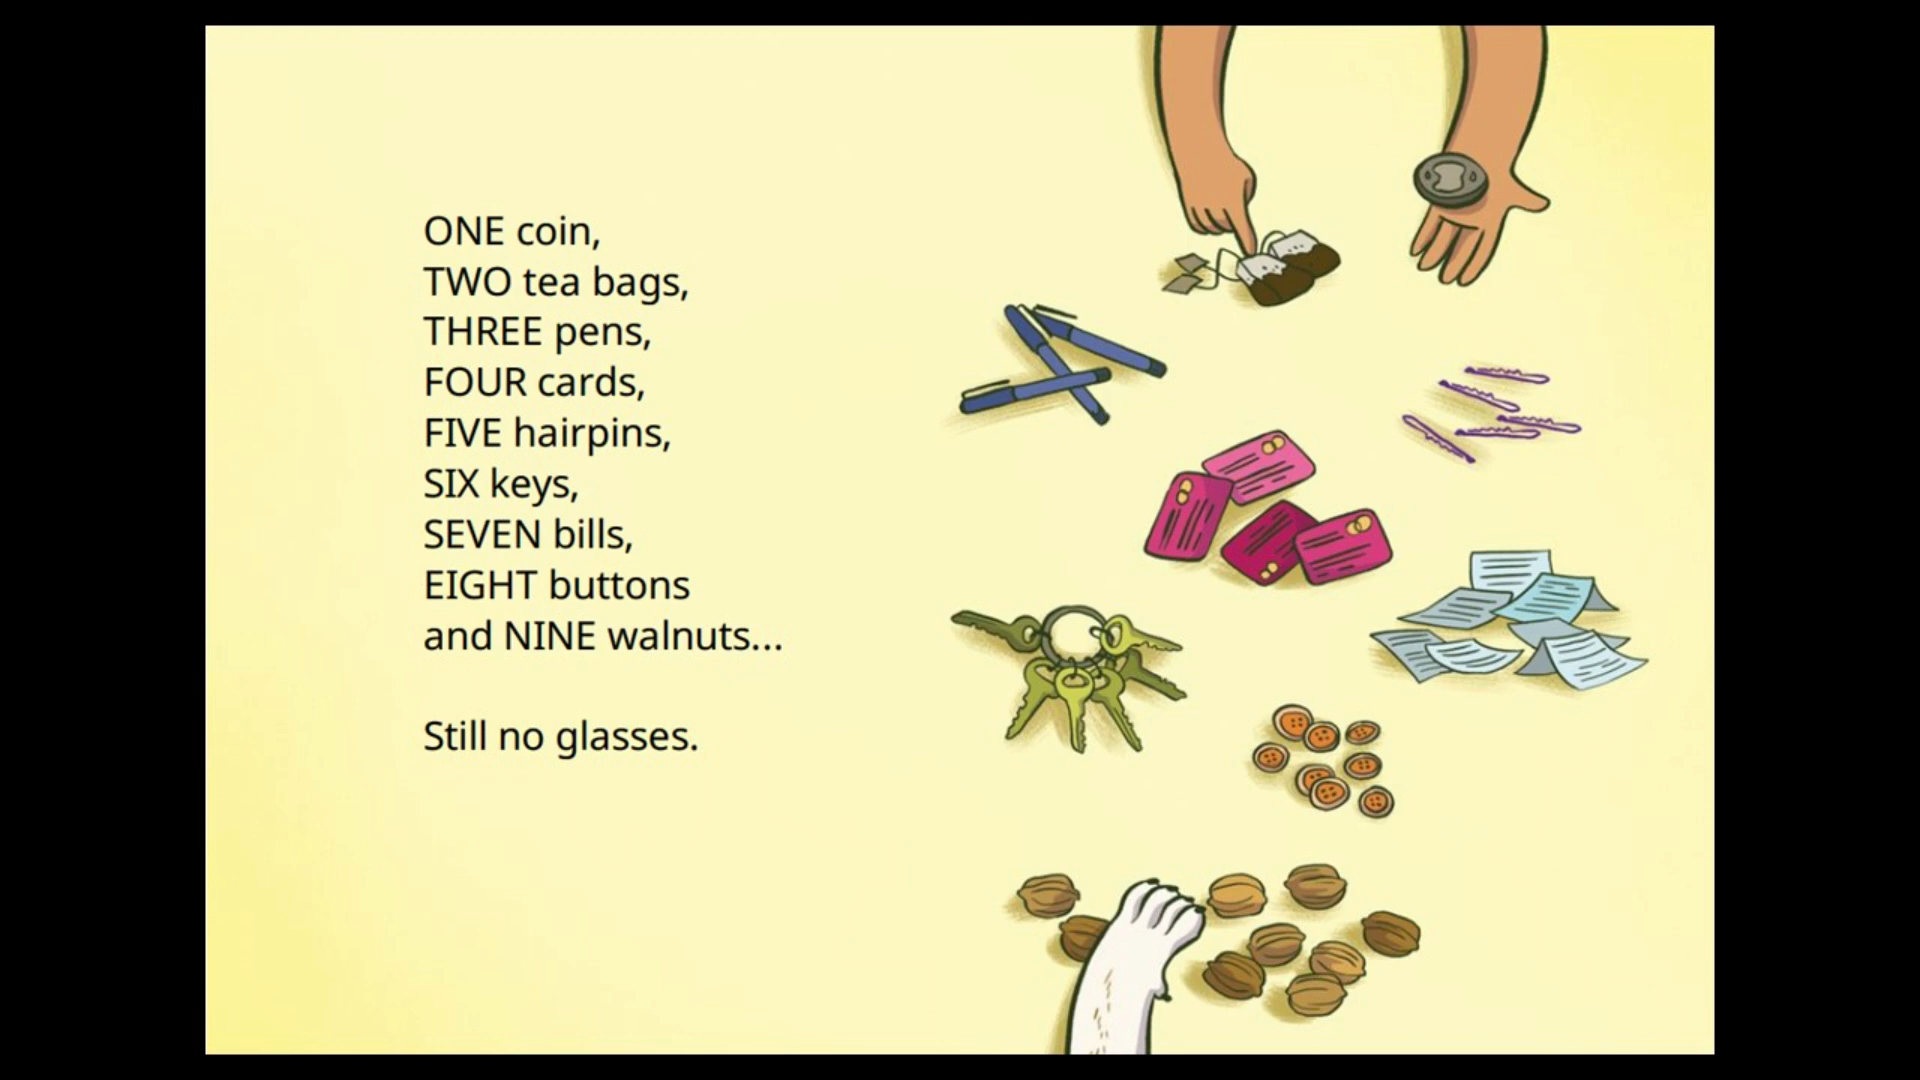 ONE coin,
TWO tea bags,
THREE pens,
FOUR cards,
FIVE hairpins,
SIX keys,
SEVEN bills,
EIGHT buttons
and NINE walnuts...
Still no glasses.